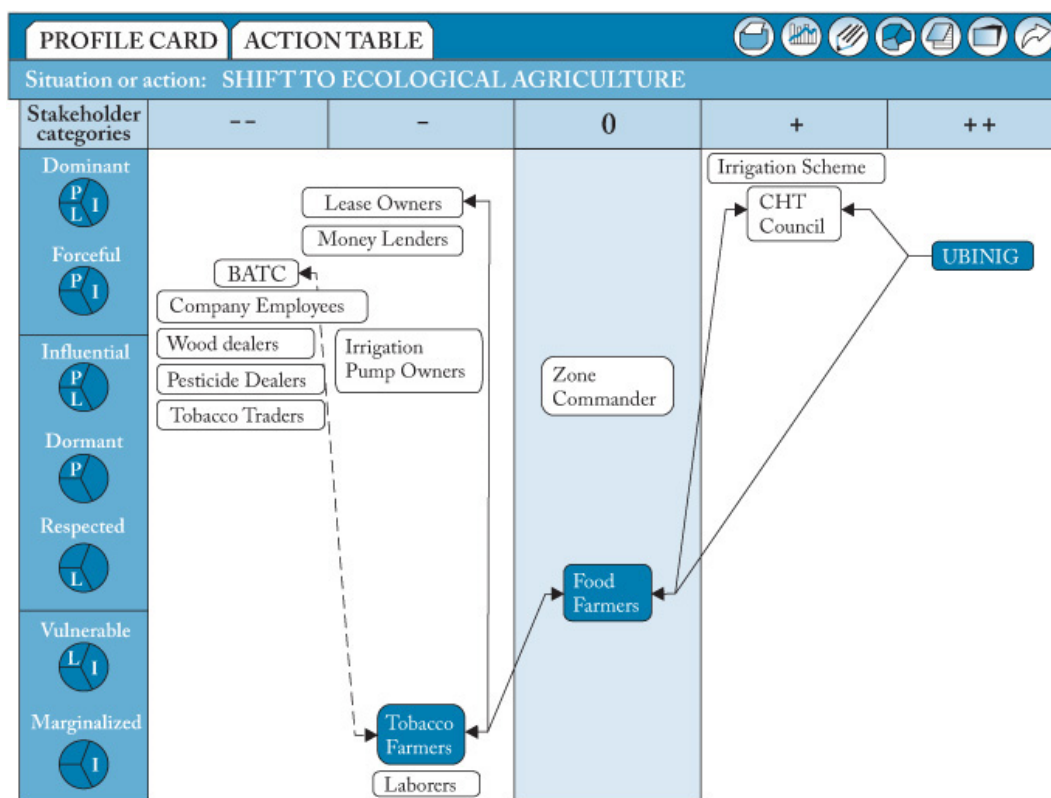 PROFILE CARD
ACTION TABLE
Situation or action: SHIFT TO ECOLOGICAL AGRICULTURE
Stakeholder
categories
--
-
0
+
++
Dominant
P
L I
Forceful
P I
Influential
P
L
Dormant
P
Respected
L
Vulnerable
L I
Marginalized
I
Irrigation Scheme
Lease Owners
CHT
Council
Money Lenders
UBINIG
BATC
Company Employees
Wood dealers
Irrigation
Pump Owners
Pesticide Dealers
Zone
Commander
Tobacco Traders
Food
Farmers
Tobacco
Farmers
Laborers